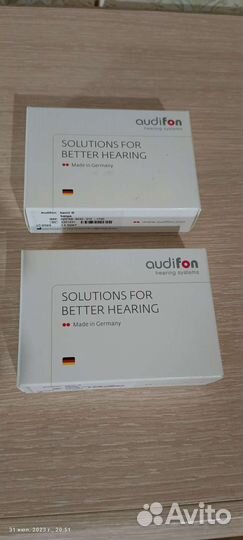 audifon
hearing systems
SOLUTIONS FOR
BETTER HEARING
Made in Germany
audifon
audifon
hearing systems
SOLUTIONS FOR
BETTER HEARING
Made in Germany
31 июл. 2023 г., 20:51
Avito